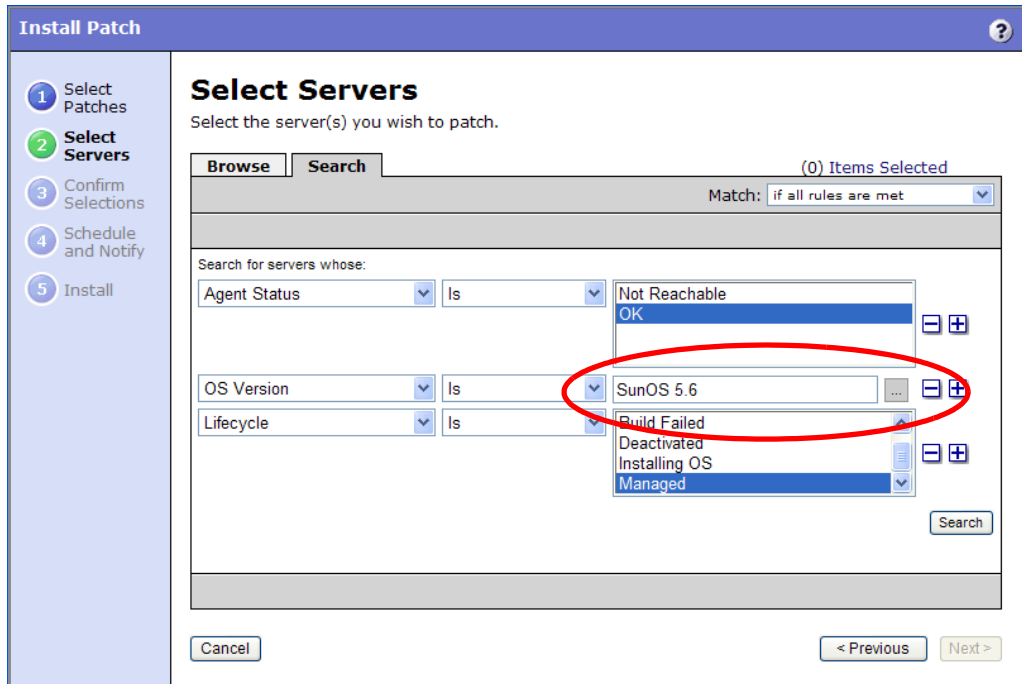 Install Patch
?
1 Select Patches
2 Select Servers
3 Confirm Selections
4 Schedule and Notify
5 Install
Select Servers
Select the server(s) you wish to patch.
Browse Search (0) Items Selected
Match: if all rules are met
Search for servers whose:
Agent Status Is Not Reachable
OK
OS Version Is SunOS 5.6 ...
Lifecycle Is Build Failed
Deactivated
Installing OS
Managed
Search
Cancel < Previous Next >